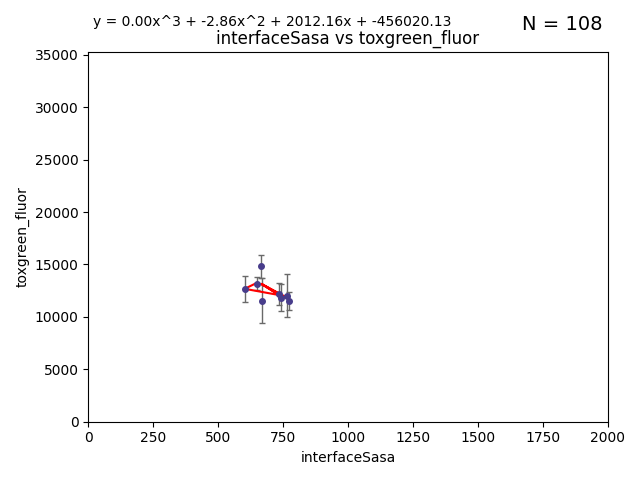 y = 0.00x^3 + -2.86x^2 + 2012.16x + -456020.13
N = 108
interfaceSasa vs toxgreen_fluor
35000
30000
25000
20000
15000
10000
5000
0
toxgreen_fluor
0 250 500 750 1000 1250 1500 1750 2000
interfaceSasa